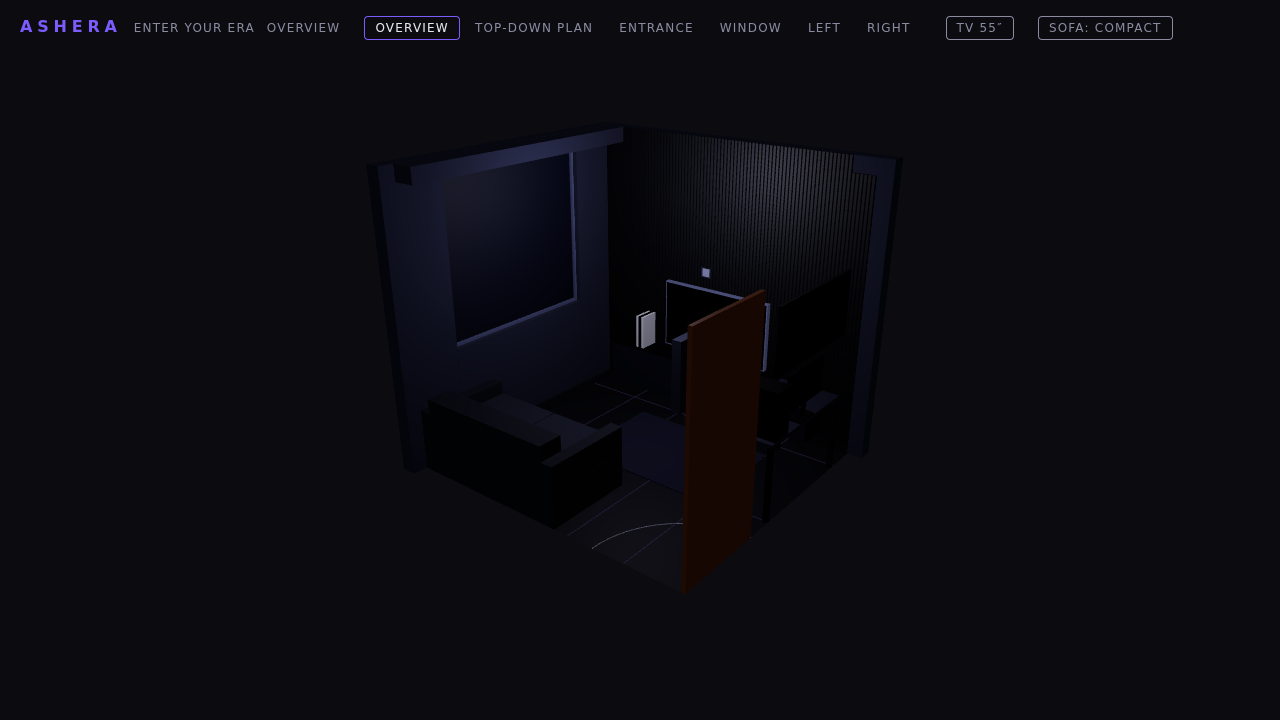 ASHERA ENTER YOUR ERA OVERVIEW OVERVIEW TOP-DOWN PLAN ENTRANCE WINDOW LEFT RIGHT TV 55″ SOFA: COMPACT